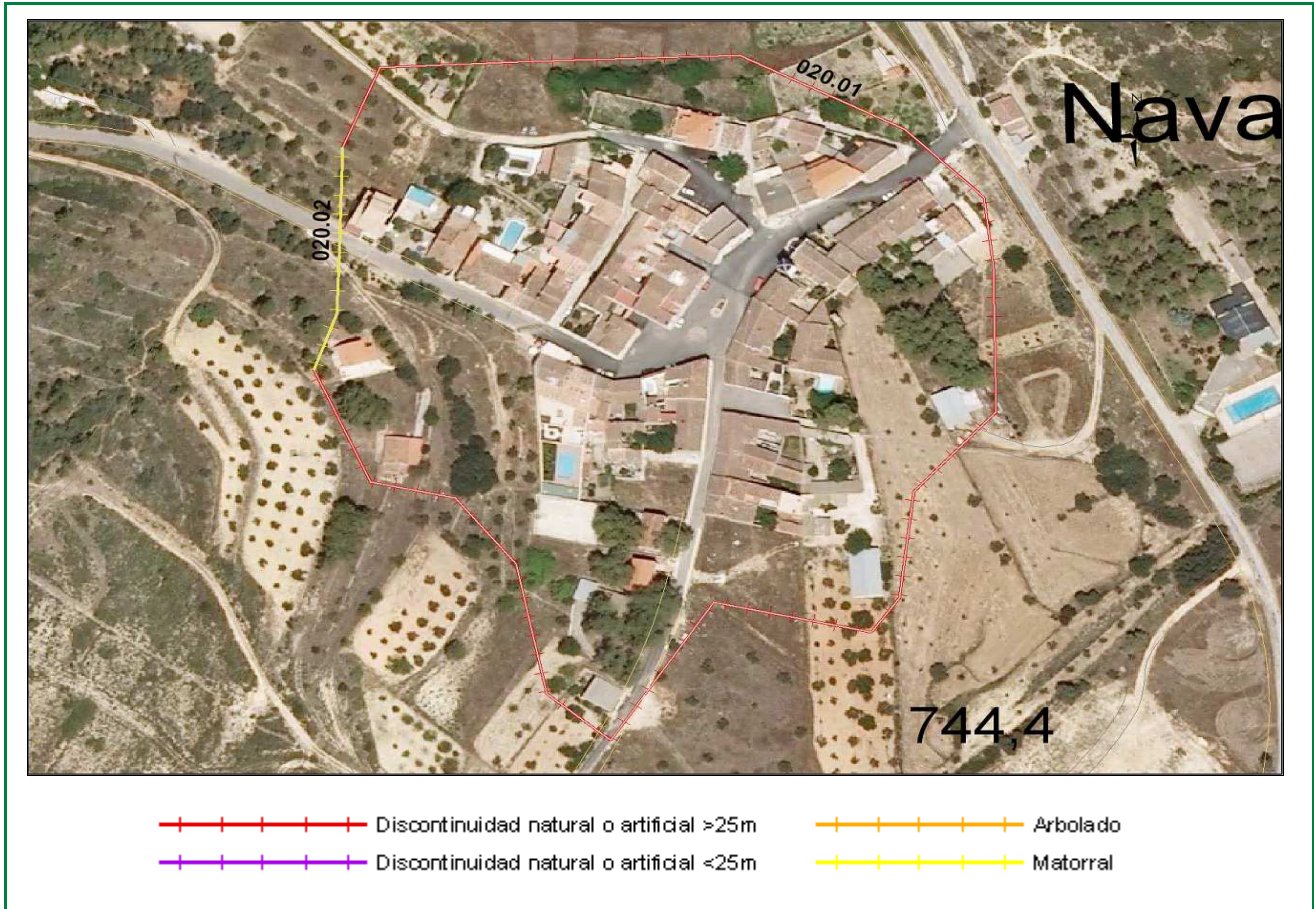 020.01
Nava
N
020.02
744,4
Discontinuidad natural o artificial >25m
Arbolado
Discontinuidad natural o artificial <25m
Matorral